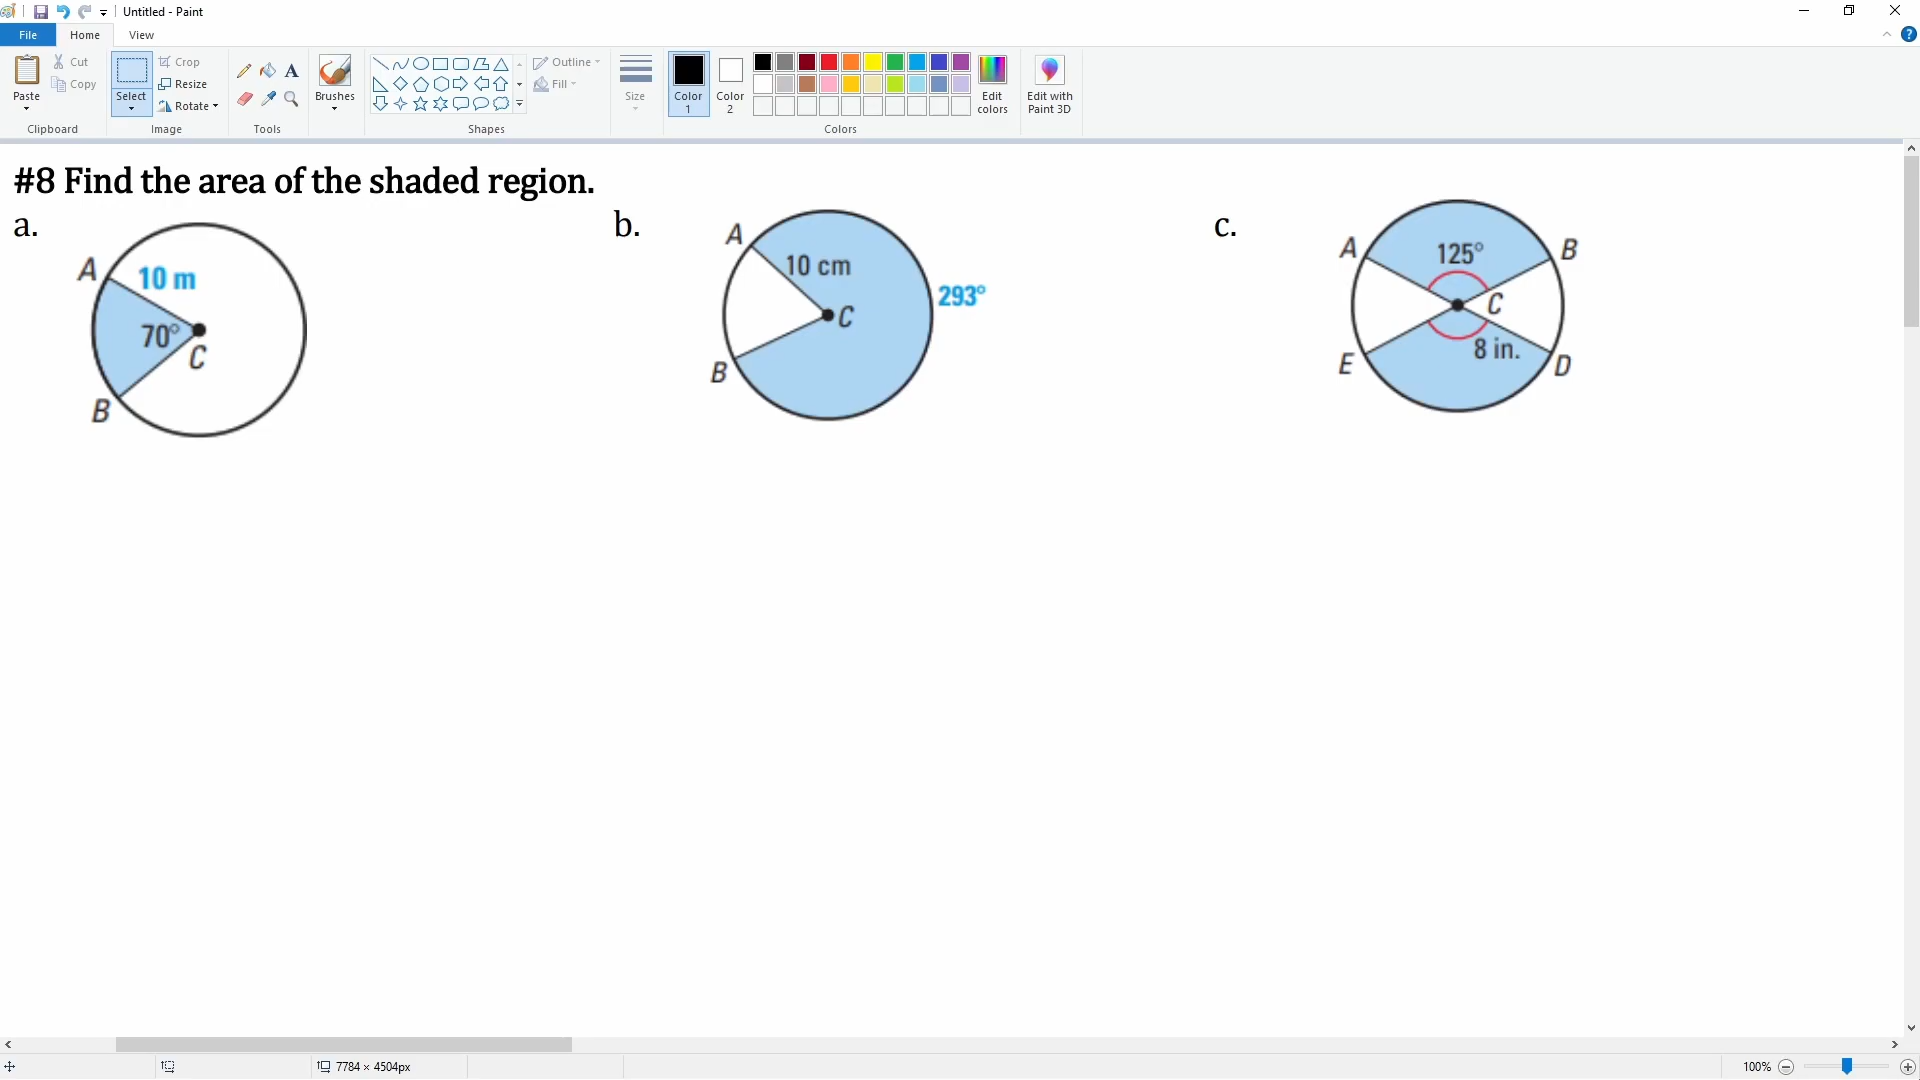 Untitled - Paint
File Home View
Paste
Cut
Copy
Clipboard
Select
Crop
Resize
Rotate
Image
A
Tools
Brushes
Outline
Fill
Shapes
Size
Color 1
Color 2
Edit colors
Colors
Edit with Paint 3D
?
#8 Find the area of the shaded region.
a.
A
10 m
70°
C
B
b.
A
10 cm
293°
C
B
c.
A
125°
B
C
E
8 in.
D
7784 × 4504px
100%